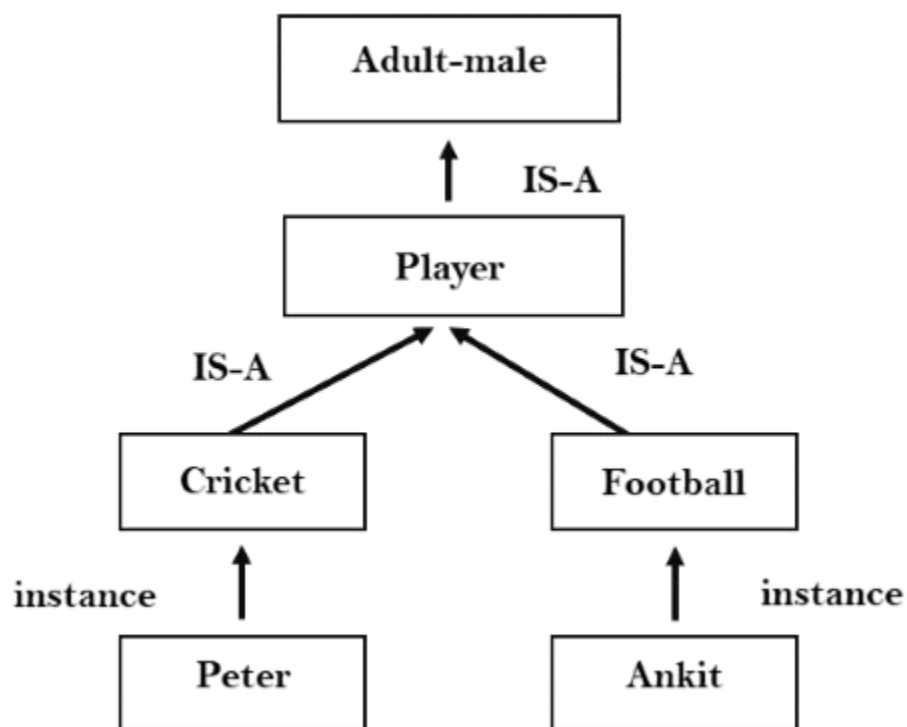 Adult-male
IS-A
Player
IS-A
IS-A
Cricket
Football
instance
instance
Peter
Ankit